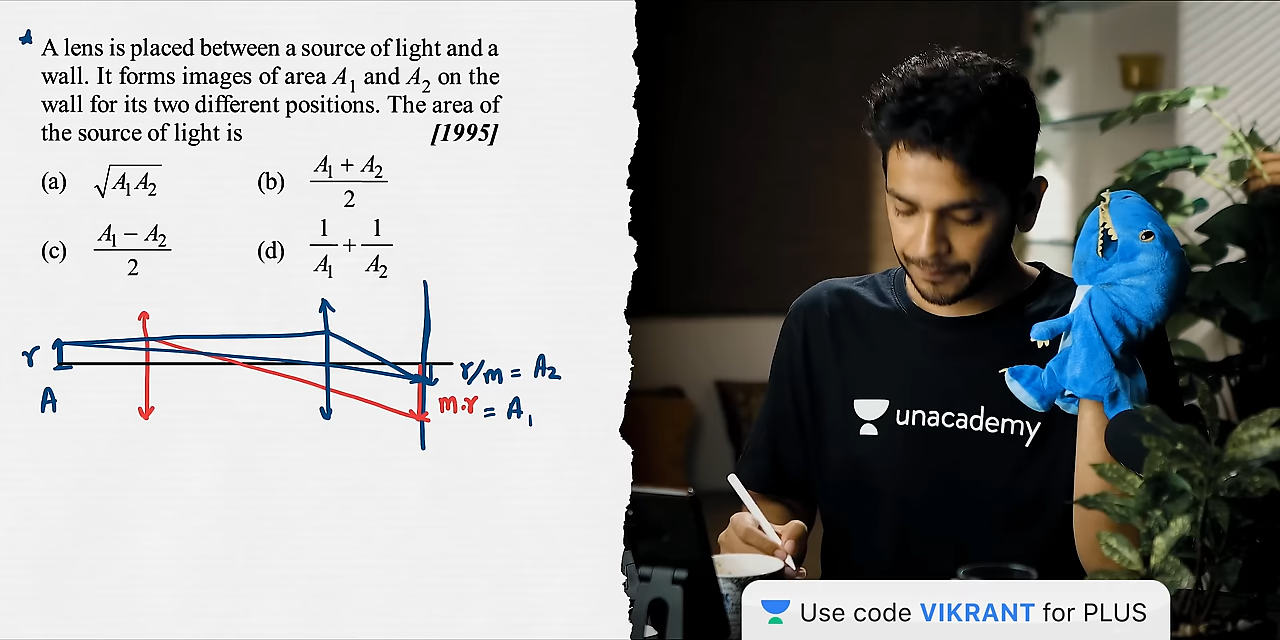 A lens is placed between a source of light and a
wall. It forms images of area A₁ and A₂ on the
wall for its two different positions. The area of
the source of light is [1995]
(a) √A₁A₂ (b) A₁ + A₂ / 2
(c) A₁ − A₂ / 2 (d) 1/A₁ + 1/A₂
r
A
r/m = A₂
m.r = A₁
unacademy
Use code VIKRANT for PLUS